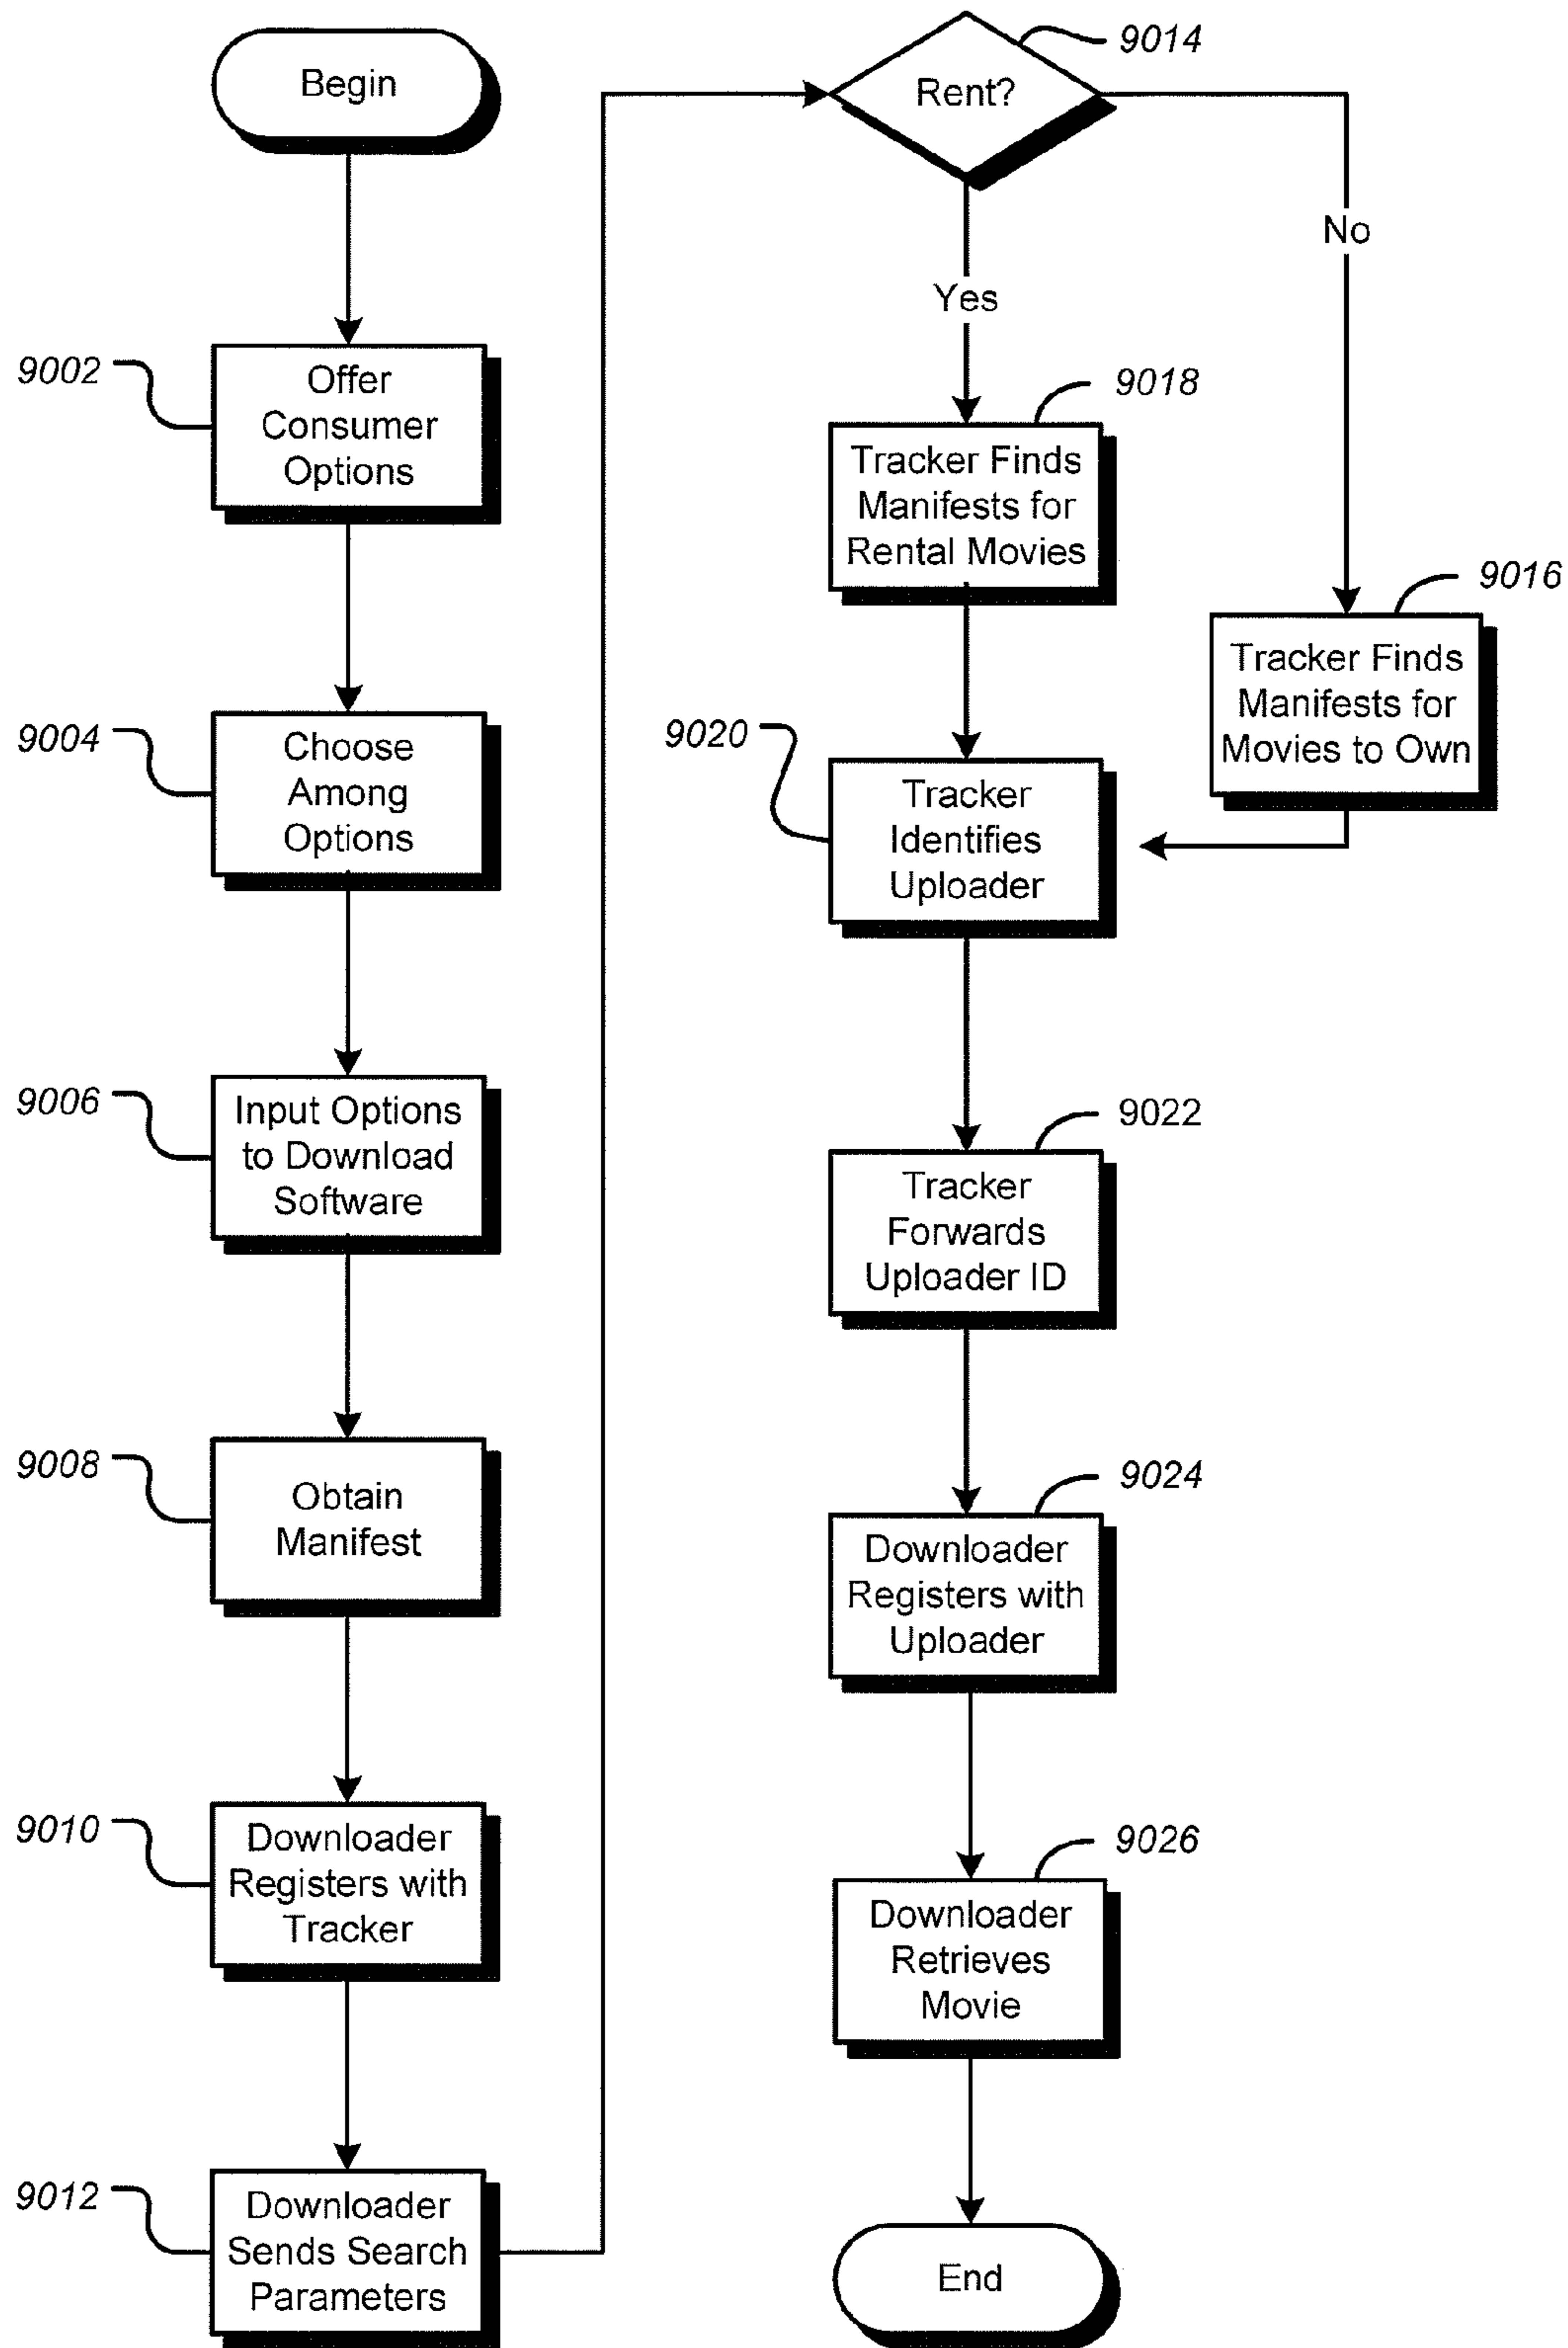 Begin
9002
Offer
Consumer
Options
9004
Choose
Among
Options
9006
Input Options
to Download
Software
9008
Obtain
Manifest
9010
Downloader
Registers with
Tracker
9012
Downloader
Sends Search
Parameters
9014
Rent?
No
Yes
9018
Tracker Finds
Manifests for
Rental Movies
9016
Tracker Finds
Manifests for
Movies to Own
9020
Tracker
Identifies
Uploader
9022
Tracker
Forwards
Uploader ID
9024
Downloader
Registers with
Uploader
9026
Downloader
Retrieves
Movie
End